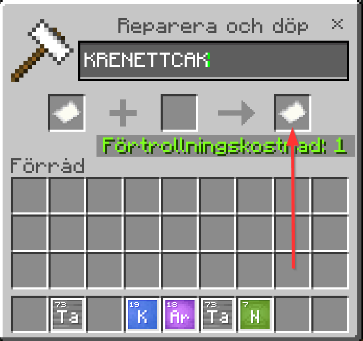 Reparera och döp
KRENETTCAK
Förtrollningskostnad: 1
Förråd
73 Ta 19 K 18 Ar 73 Ta 7 N